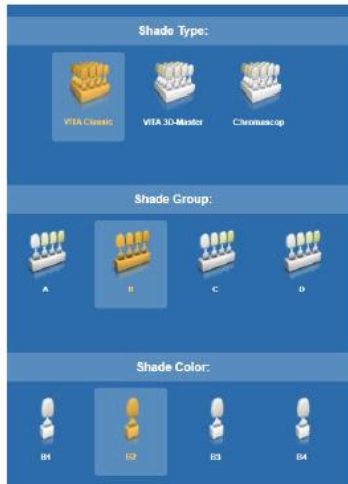 Shade Type:
VITA Classic VITA 3D-Master Chromascop
Shade Group:
A B C D
Shade Color:
B1 B2 B3 B4